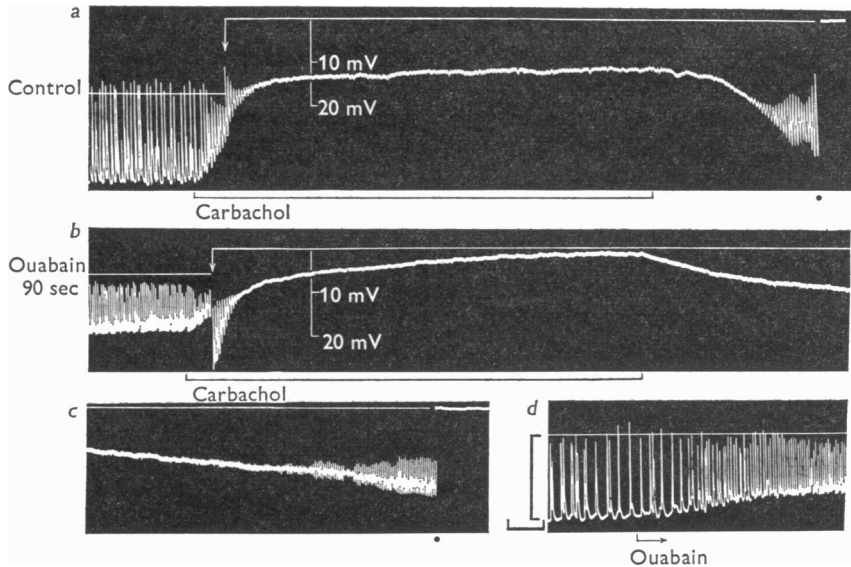 a
10 mV
Control
20 mV
Carbachol
b
Ouabain
90 sec
10 mV
20 mV
Carbachol
c
d
Ouabain